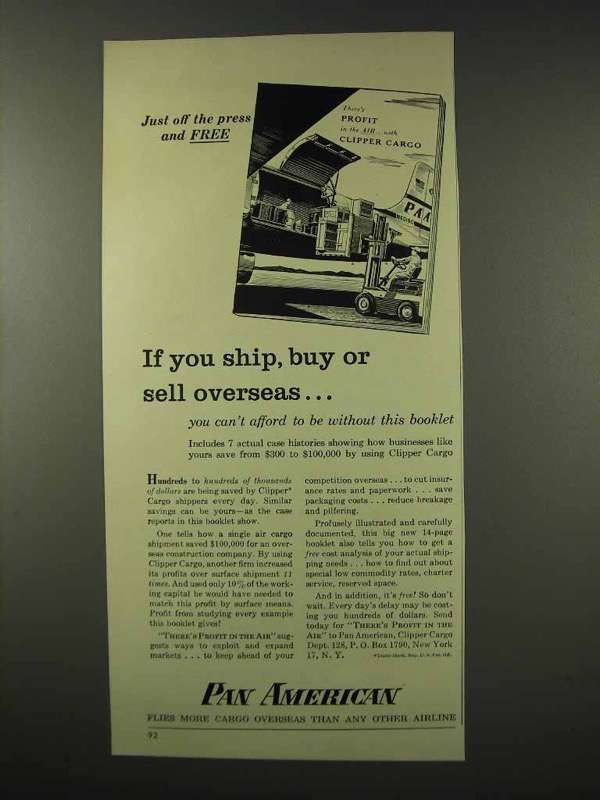 Just off the press
and FREE
There's
PROFIT
in the AIR...with
CLIPPER CARGO
PAA
If you ship, buy or
sell overseas...
you can't afford to be without this booklet
Includes 7 actual case histories showing how businesses like
yours save from $300 to $100,000 by using Clipper Cargo
Hundreds to hundreds of thousands
of dollars are being saved by Clipper*
Cargo shippers every day. Similar
savings can be yours—as the case
reports in this booklet show.
One tells how a single air cargo
shipment saved $100,000 for an over-
seas construction company. By using
Clipper Cargo, another firm increased
its profits over surface shipment 11
times. And used only 10% of the work-
ing capital he would have needed to
match this profit by surface means.
Profit from studying every example
this booklet gives!
"THERE'S PROFIT IN THE AIR" sug-
gests ways to exploit and expand
markets . . . to keep ahead of your
competition overseas . . . to cut insur-
ance rates and paperwork . . . save
packaging costs . . . reduce breakage
and pilfering.
Profusely illustrated and carefully
documented, this big new 14-page
booklet also tells you how to get a
free cost analysis of your actual ship-
ping needs . . . how to find out about
special low commodity rates, charter
service, reserved space.
And in addition, it's free! So don't
wait. Every day's delay may be cost-
ing you hundreds of dollars. Send
today for "THERE'S PROFIT IN THE
AIR" to Pan American, Clipper Cargo
Dept. 128, P. O. Box 1790, New York
17, N. Y.
*Trade-Mark, Reg. U. S. Pat. Off.
PAN AMERICAN
FLIES MORE CARGO OVERSEAS THAN ANY OTHER AIRLINE
92